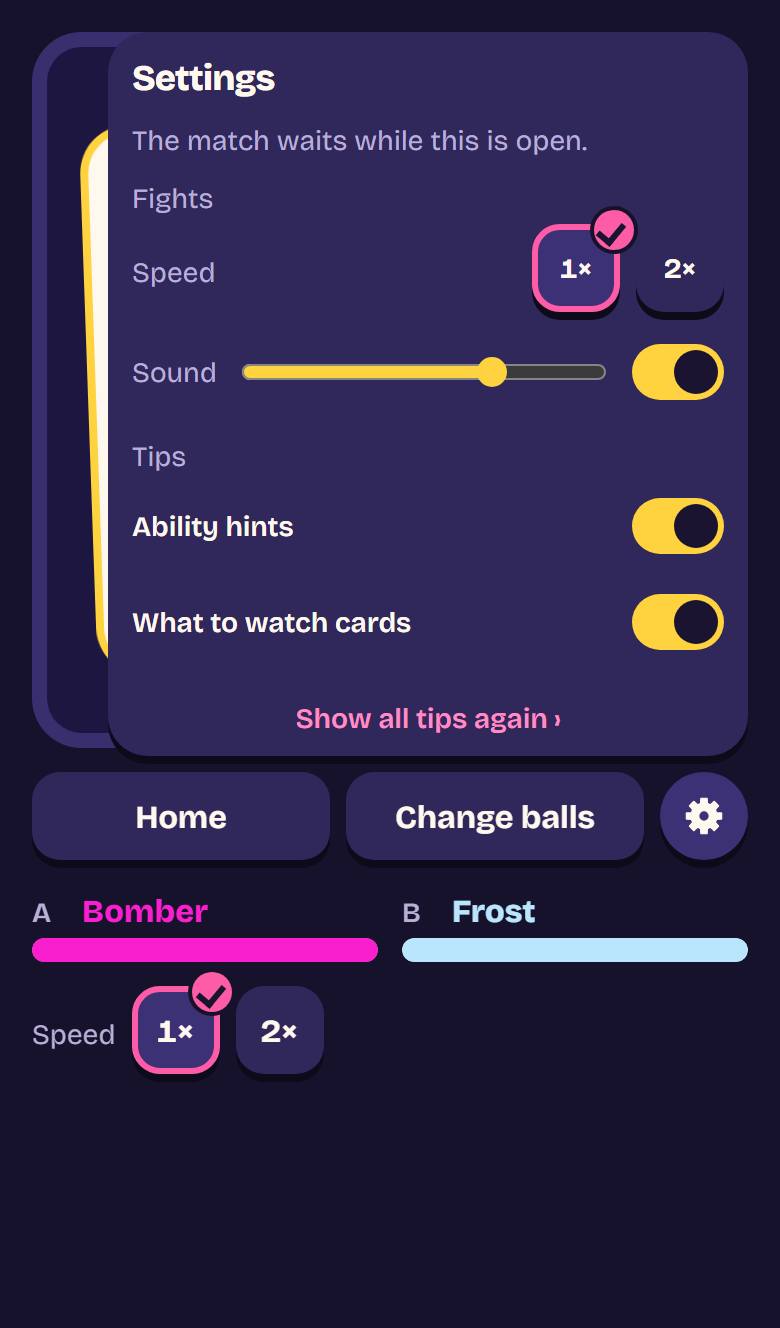 Settings
The match waits while this is open.
Fights
Speed 1× 2×
Sound
Tips
Ability hints
What to watch cards
Show all tips again ›
Home Change balls
A Bomber B Frost
Speed 1× 2×